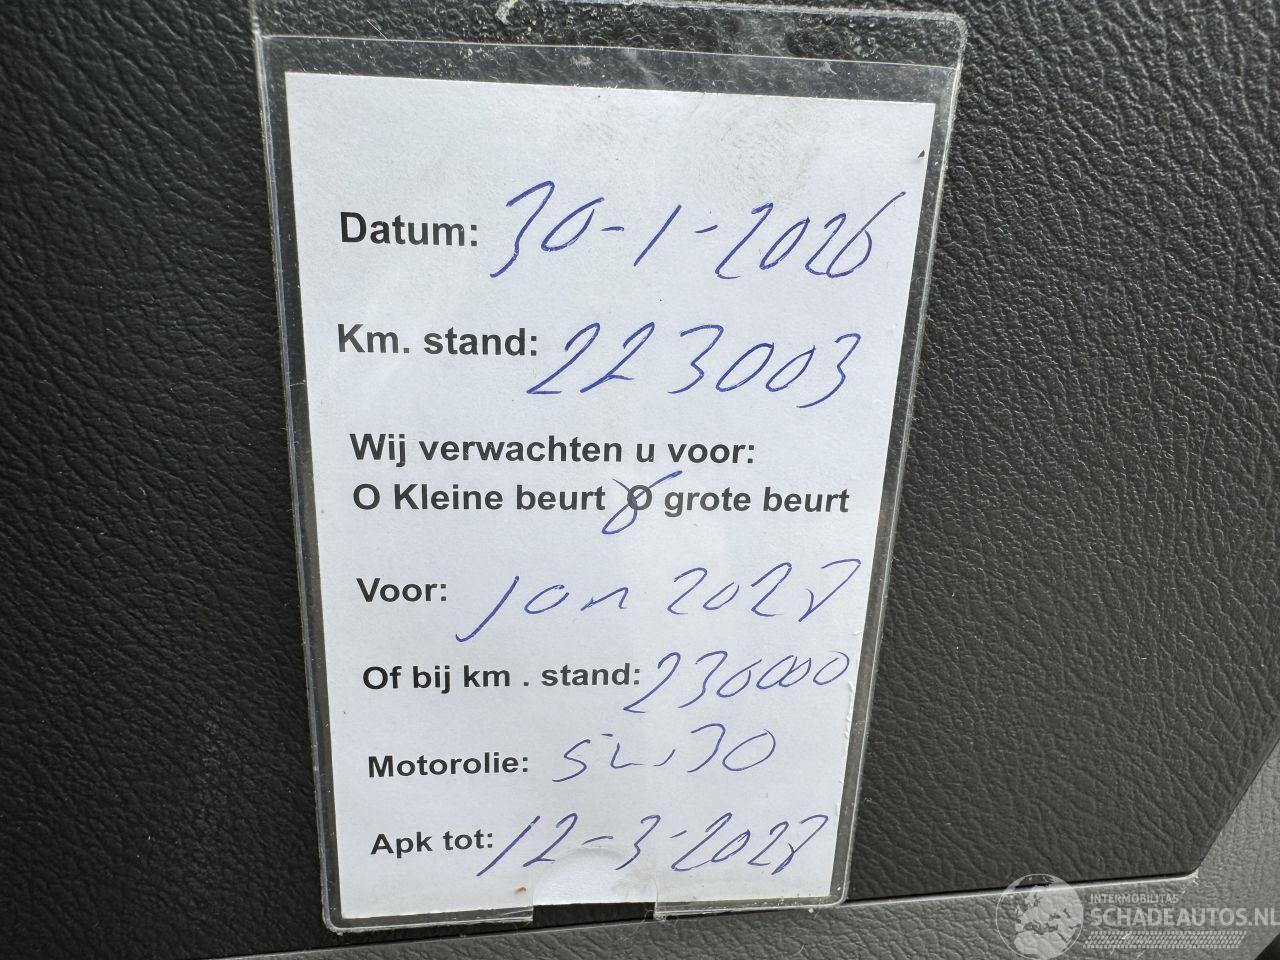 Datum: 30-1-2026
Km. stand: 223003
Wij verwachten u voor:
O Kleine beurt O grote beurt
Voor: jan 2027
Of bij km . stand: 230000
Motorolie: 5w30
Apk tot: 12-3-2027
INTERMOBILITAS
SCHADEAUTOS.NL